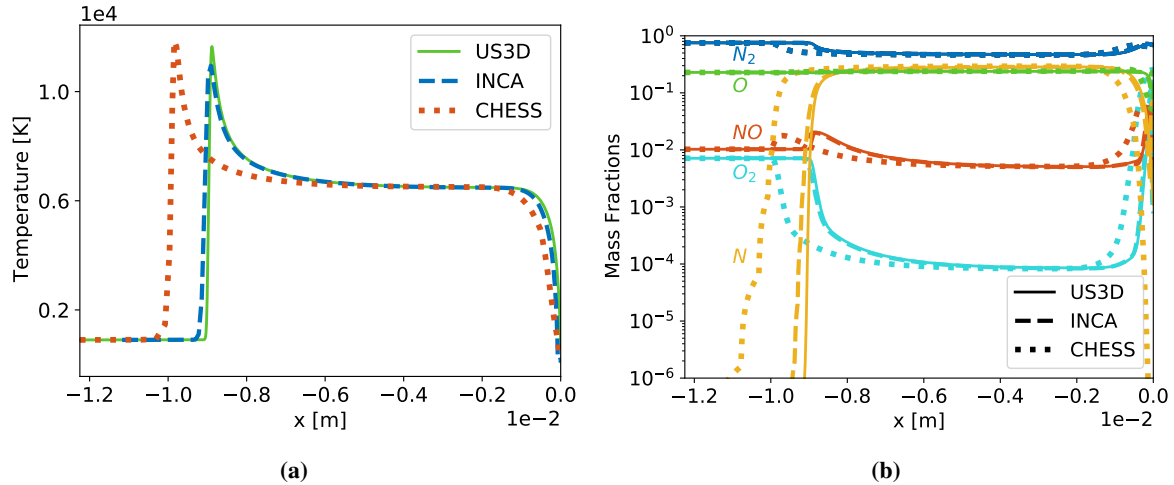 1e4
1.0
0.6
0.2
Temperature [K]
US3D
INCA
CHESS
−1.2 −1.0 −0.8 −0.6 −0.4 −0.2 0.0
x [m]
1e−2
(a)
10⁰
10⁻¹
10⁻²
10⁻³
10⁻⁴
10⁻⁵
10⁻⁶
Mass Fractions
N₂
O
NO
O₂
N
US3D
INCA
CHESS
−1.2 −1.0 −0.8 −0.6 −0.4 −0.2 0.0
x [m]
1e−2
(b)